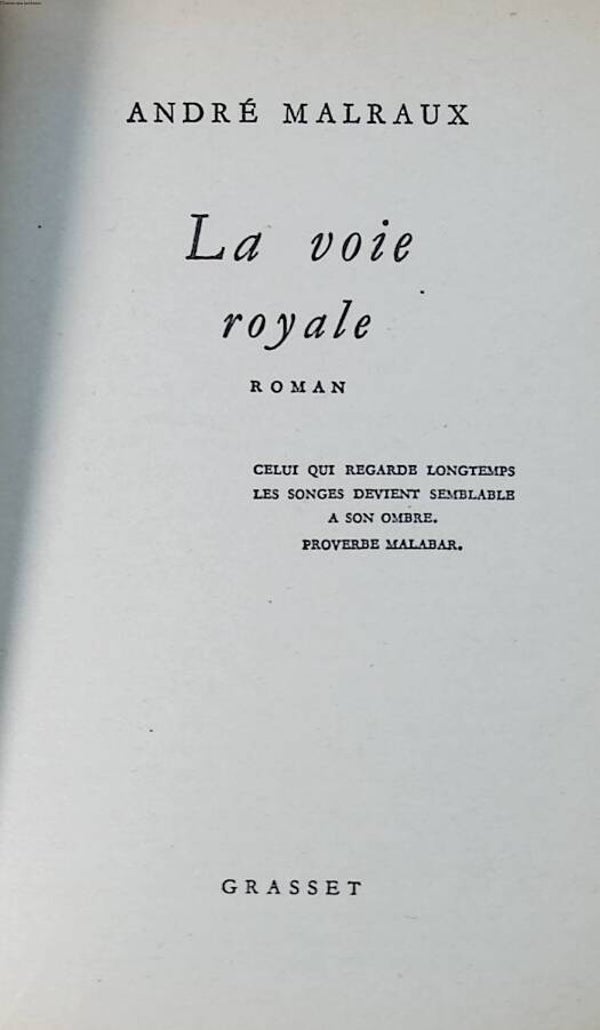 ANDRÉ MALRAUX
La voie
royale
ROMAN
CELUI QUI REGARDE LONGTEMPS
LES SONGES DEVIENT SEMBLABLE
A SON OMBRE.
PROVERBE MALABAR.
GRASSET